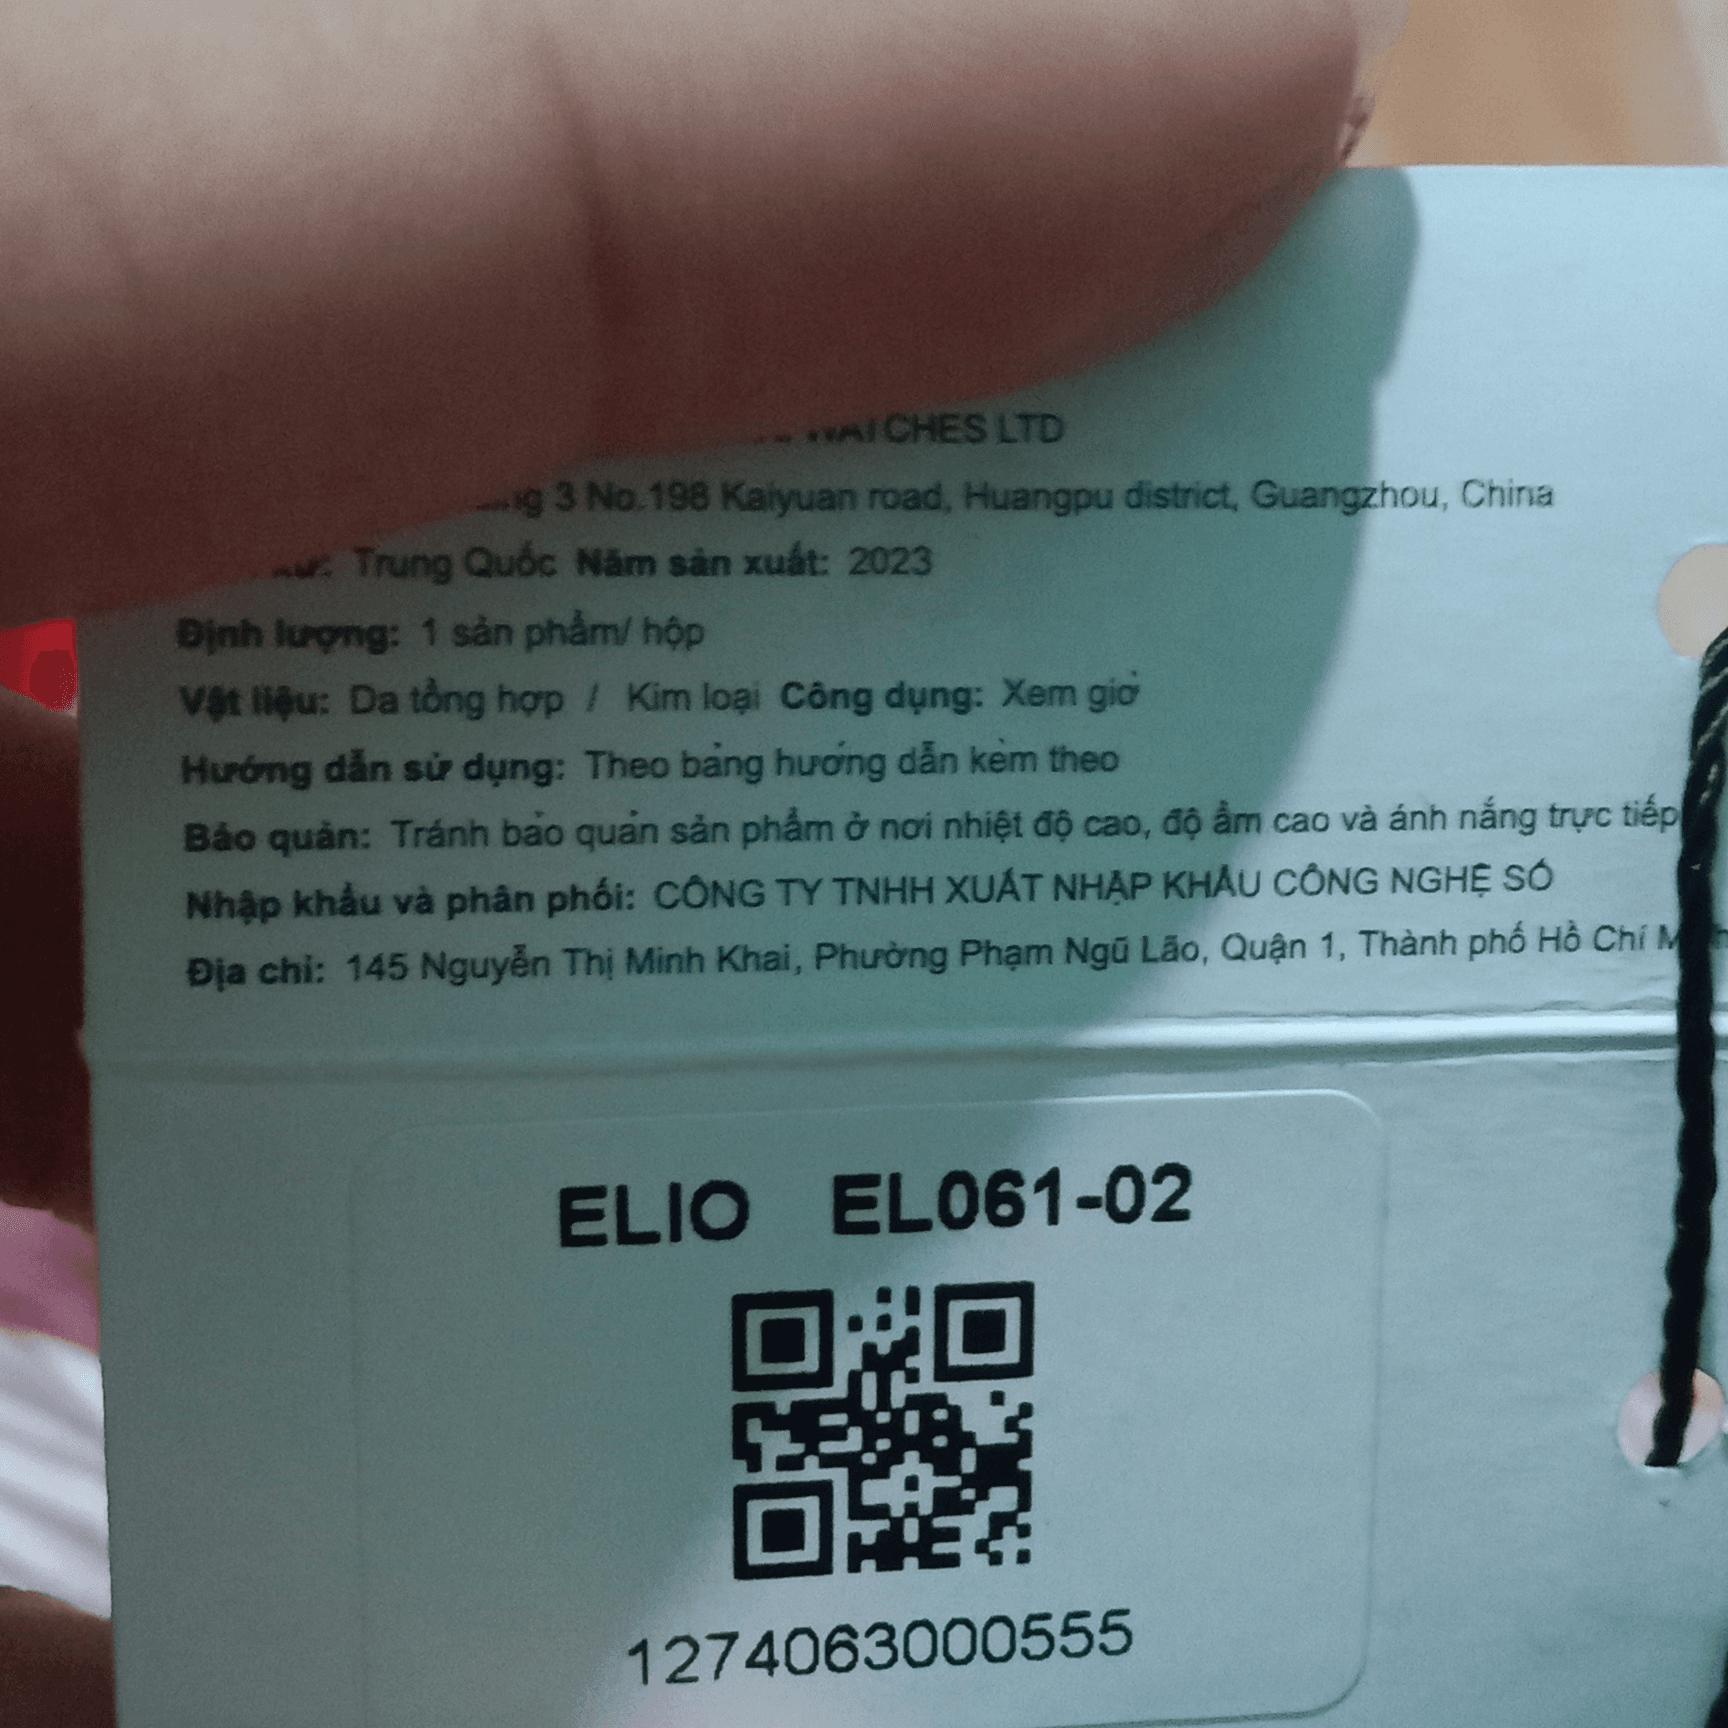 WATCHES LTD
3 No.198 Kaiyuan road, Huangpu district, Guangzhou, China
Trung Quốc Năm sản xuất: 2023
Định lượng: 1 sản phẩm/ hộp
Vật liệu: Da tổng hợp / Kim loại Công dụng: Xem giờ
Hướng dẫn sử dụng: Theo bảng hướng dẫn kèm theo
Bảo quản: Tránh bảo quản sản phẩm ở nơi nhiệt độ cao, độ ẩm cao và ánh nắng trực tiếp
Nhập khẩu và phân phối: CÔNG TY TNHH XUẤT NHẬP KHẨU CÔNG NGHỆ SỐ
Địa chỉ: 145 Nguyễn Thị Minh Khai, Phường Phạm Ngũ Lão, Quận 1, Thành phố Hồ Chí
ELIO EL061-02
1274063000555